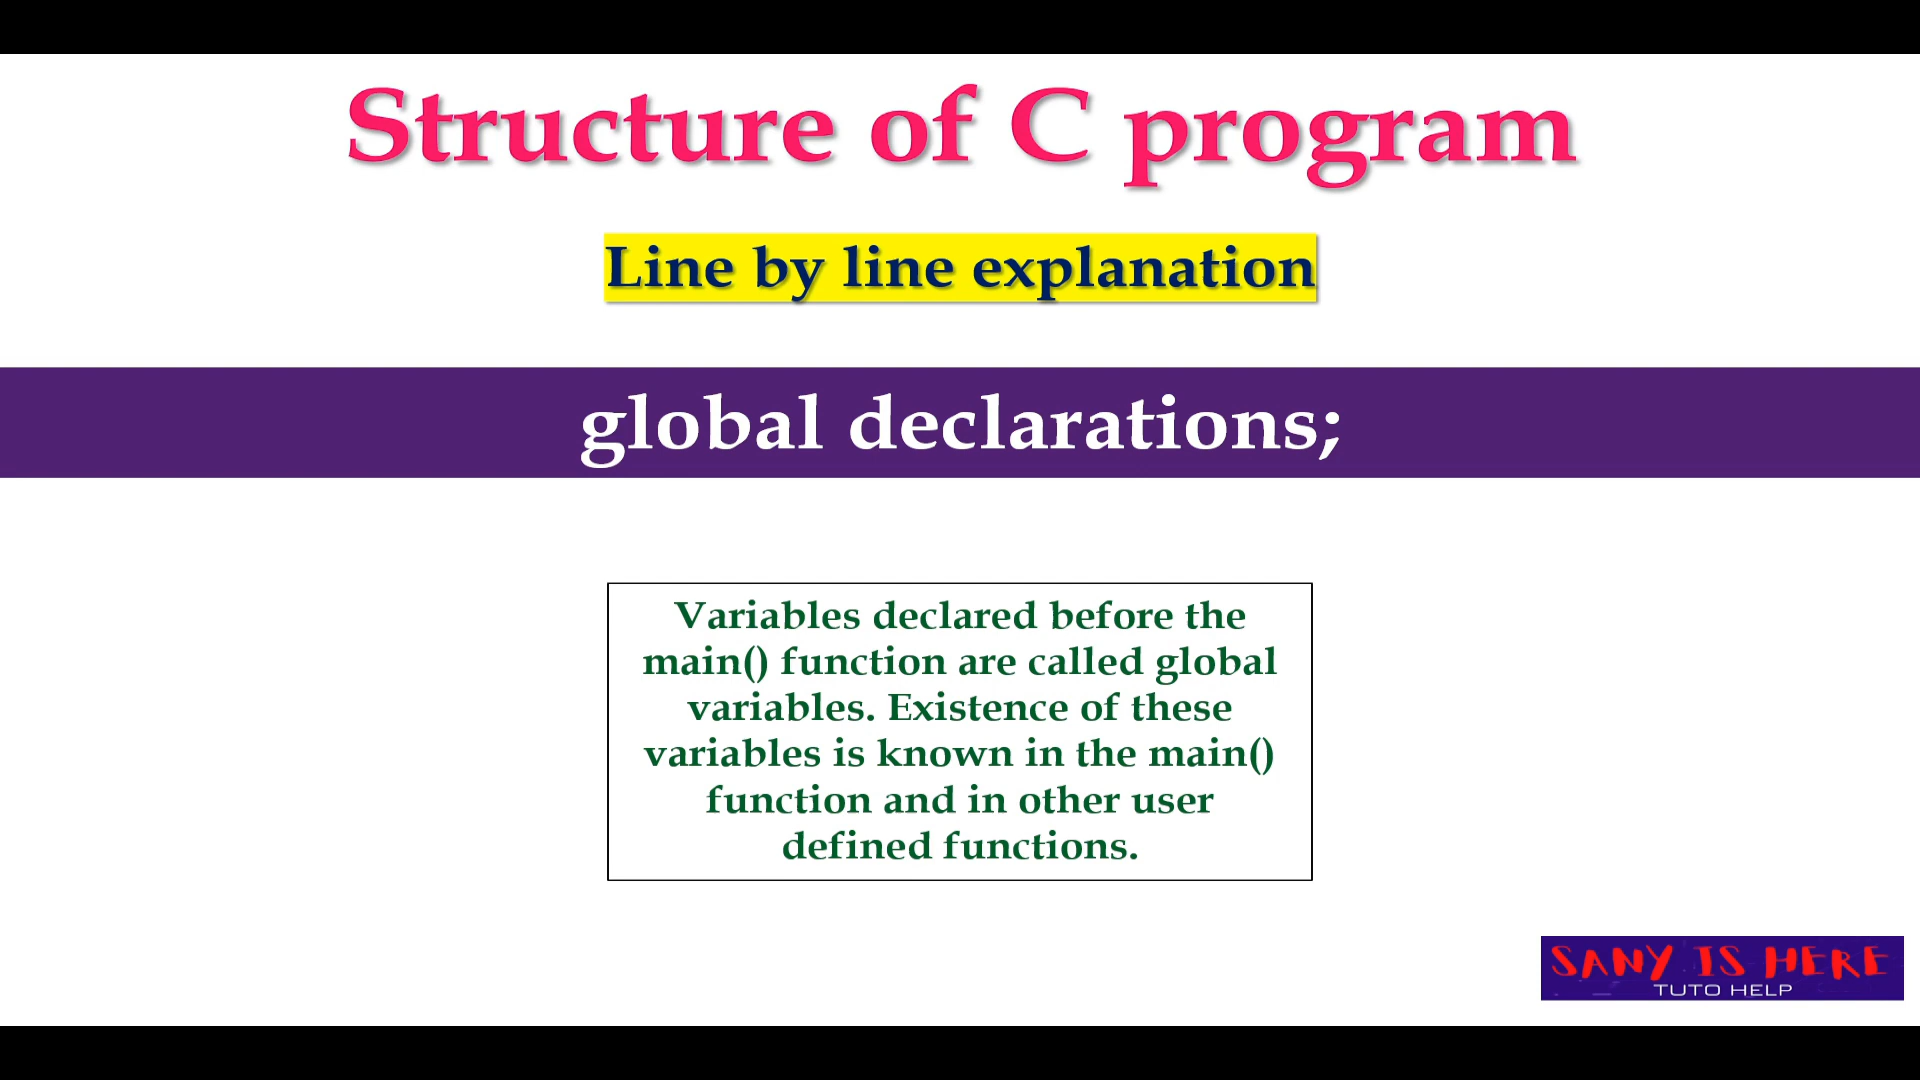 Structure of C program
Line by line explanation
global declarations;
Variables declared before the
main() function are called global
variables. Existence of these
variables is known in the main()
function and in other user
defined functions.
SANY IS HERE
TUTO HELP